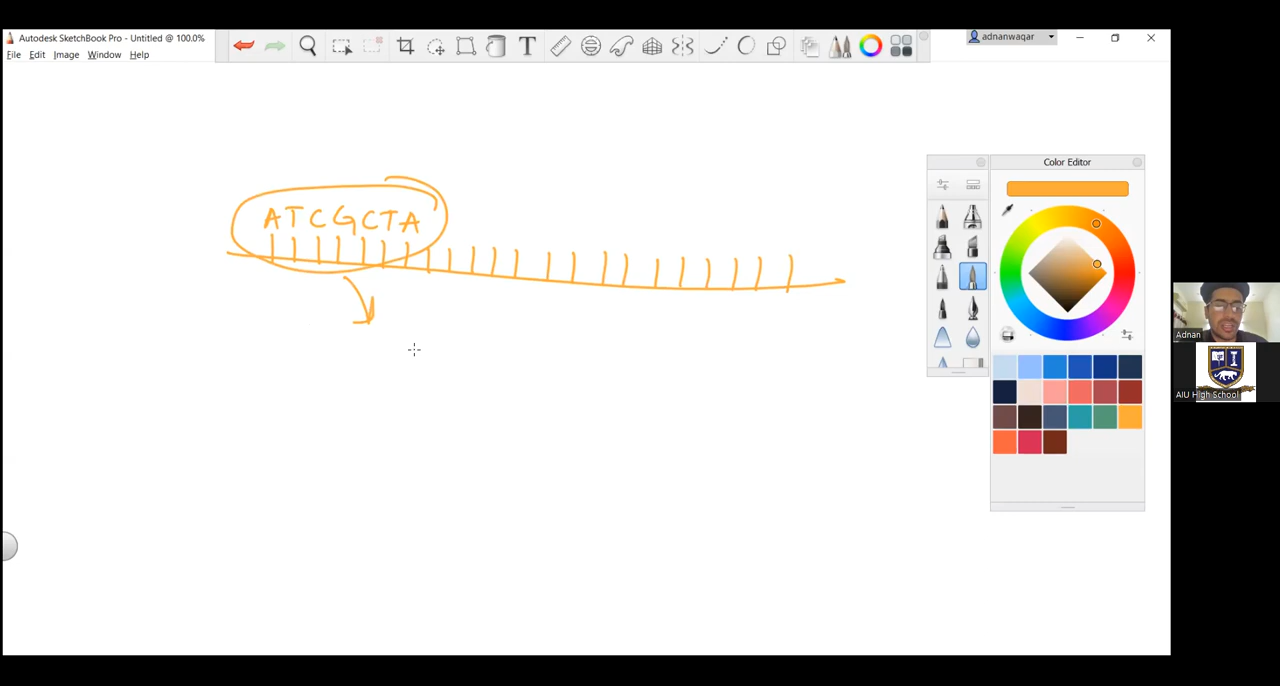 Autodesk SketchBook Pro - Untitled @ 100.0%
adnanwaqar
File Edit Image Window Help
T
Color Editor
ATCGCTA
Adnan
AIU High School